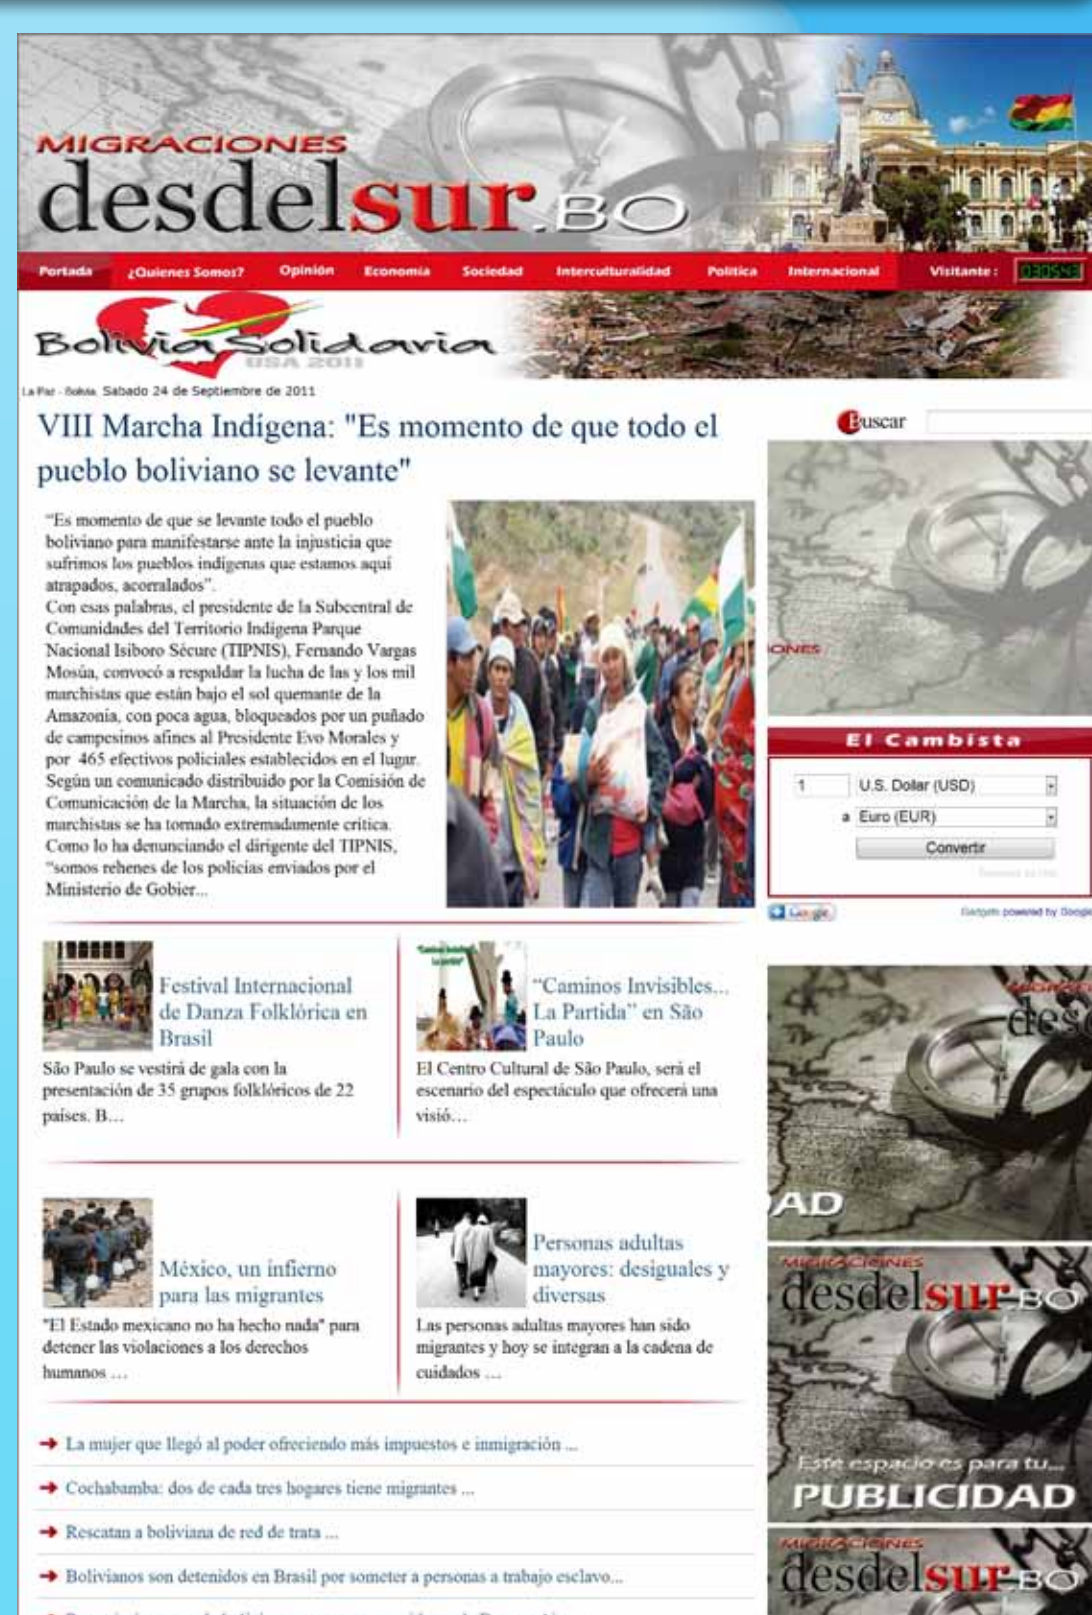 MIGRACIONES
desdelsur.BO
Portada ¿Quienes Somos? Opinión Economía Sociedad Interculturalidad Política Internacional Visitante :
Bolivia Solidaria
USA 2011
La Paz - Bolivia, Sabado 24 de Septiembre de 2011
VIII Marcha Indígena: "Es momento de que todo el
pueblo boliviano se levante"
Buscar
“Es momento de que se levante todo el pueblo
boliviano para manifestarse ante la injusticia que
sufrimos los pueblos indígenas que estamos aquí
atrapados, acorralados”.
Con esas palabras, el presidente de la Subcentral de
Comunidades del Territorio Indígena Parque
Nacional Isiboro Sécure (TIPNIS), Fernando Vargas
Mosúa, convocó a respaldar la lucha de las y los mil
marchistas que están bajo el sol quemante de la
Amazonía, con poca agua, bloqueados por un puñado
de campesinos afines al Presidente Evo Morales y
por 465 efectivos policiales establecidos en el lugar.
Según un comunicado distribuido por la Comisión de
Comunicación de la Marcha, la situación de los
marchistas se ha tornado extremadamente crítica.
Como lo ha denunciando el dirigente del TIPNIS,
“somos rehenes de los policías enviados por el
Ministerio de Gobier...
IONES
El Cambista
1 U.S. Dollar (USD)
a Euro (EUR)
Convertir
Google
Gadgets powered by Google
Festival Internacional
de Danza Folklórica en
Brasil
São Paulo se vestirá de gala con la
presentación de 35 grupos folklóricos de 22
países. B…
“Caminos Invisibles...
La Partida” en São
Paulo
El Centro Cultural de São Paulo, será el
escenario del espectáculo que ofrecerá una
visió…
México, un infierno
para las migrantes
"El Estado mexicano no ha hecho nada" para
detener las violaciones a los derechos
humanos …
Personas adultas
mayores: desiguales y
diversas
Las personas adultas mayores han sido
migrantes y hoy se integran a la cadena de
cuidados …
La mujer que llegó al poder ofreciendo más impuestos e inmigración ...
Cochabamba: dos de cada tres hogares tiene migrantes ...
Rescatan a boliviana de red de trata ...
Bolivianos son detenidos en Brasil por someter a personas a trabajo esclavo...
des
AD
MIGRACIONES
desdelsur.BO
Este espacio es para tu...
PUBLICIDAD
MIGRACIONES
desdelsur.BO